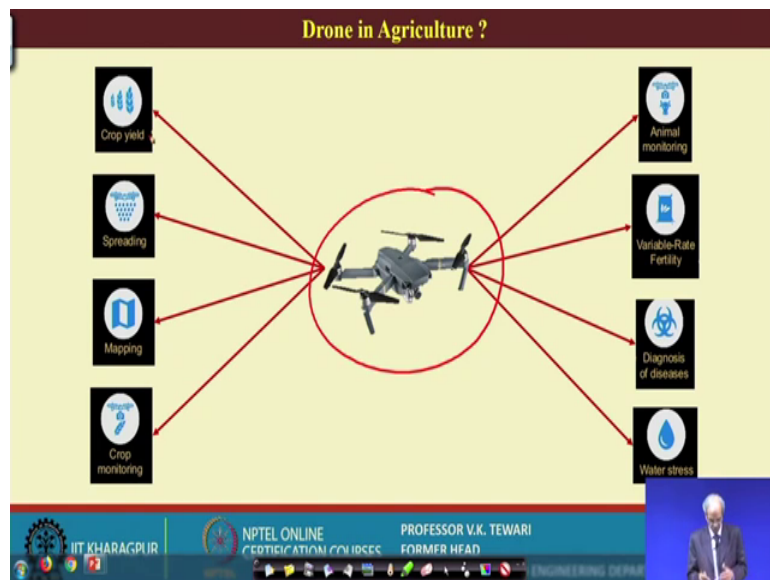 Drone in Agriculture ?
Crop yield
Spreading
Mapping
Crop
monitoring
Animal
monitoring
Variable-Rate
Fertility
Diagnosis
of diseases
Water stress
IIT KHARAGPUR
NPTEL ONLINE
CERTIFICATION COURSES
NPTEL
PROFESSOR V.K. TEWARI
FORMER HEAD
ENGINEERING